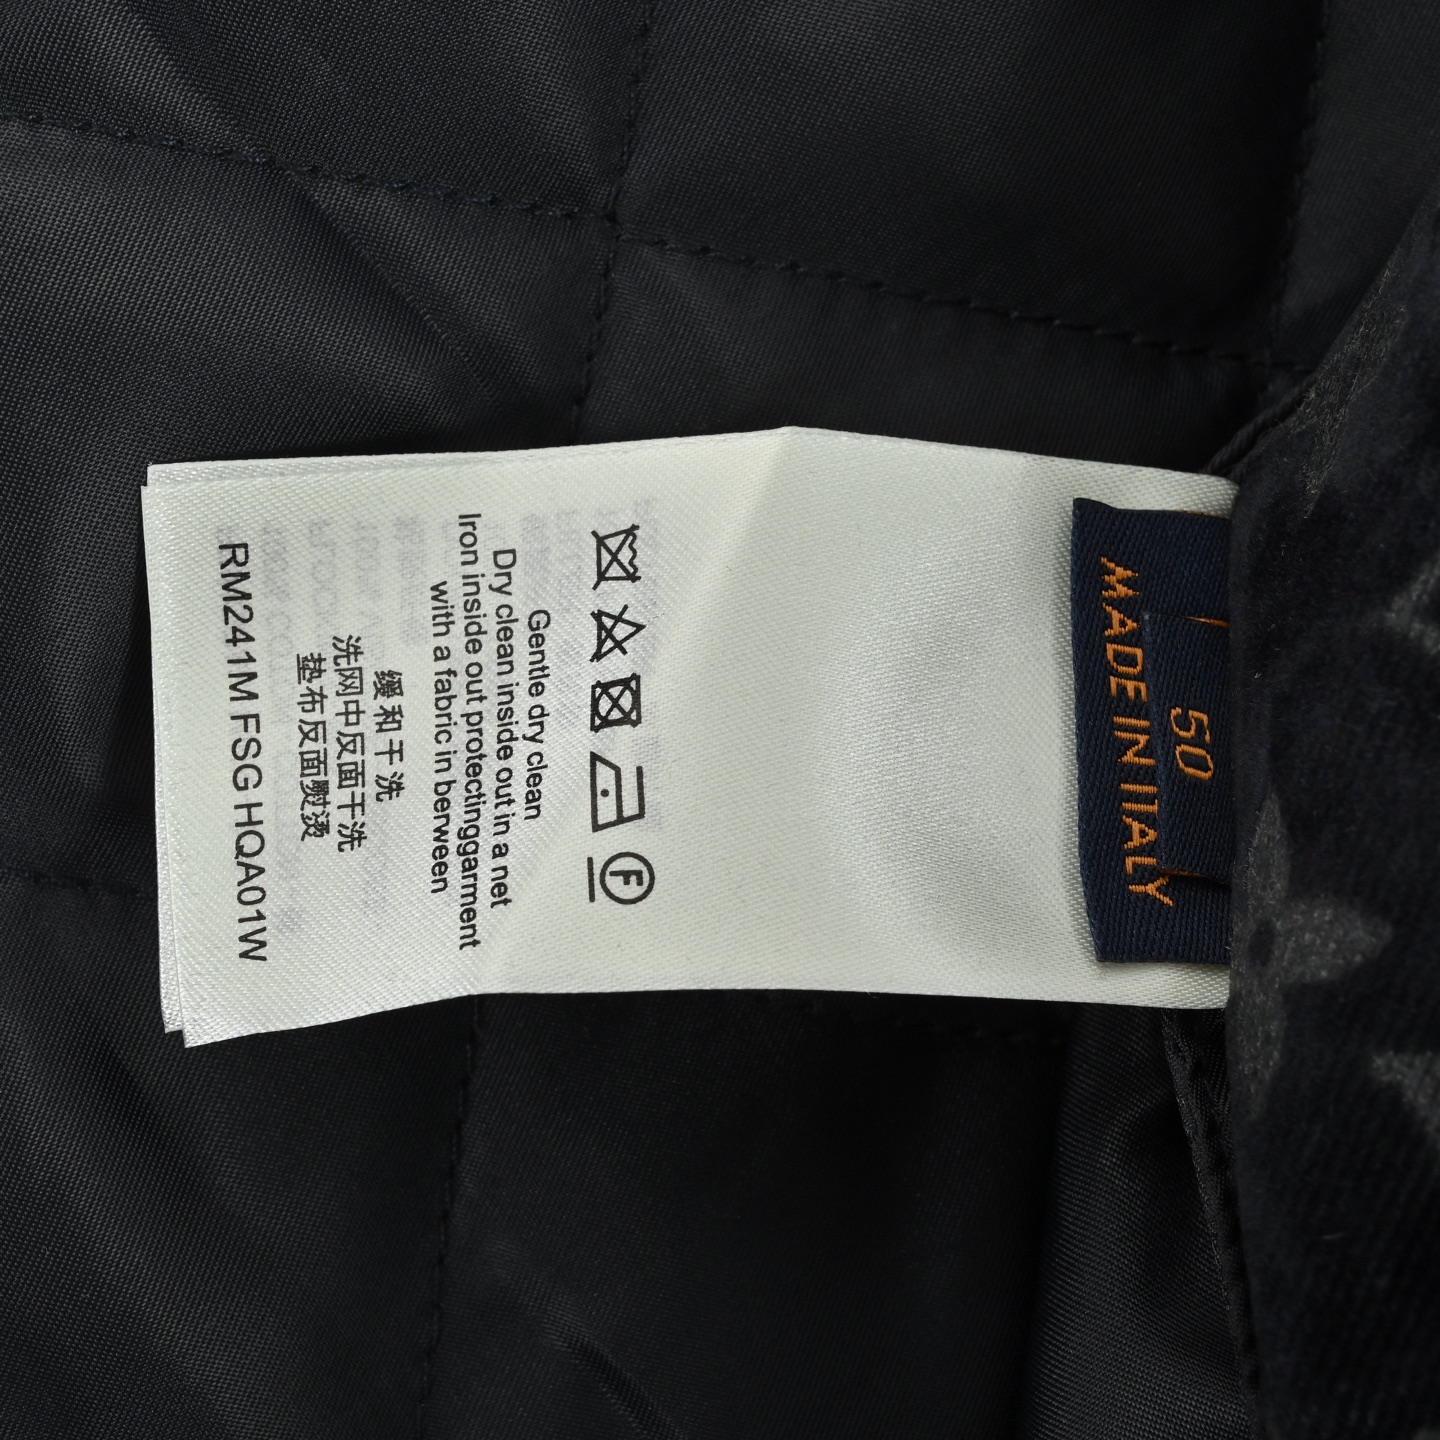 MADE IN ITALY
50
F
Gentle dry clean
Dry clean inside out in a net
Iron inside out protectinggarment
with a fabric in berween
缓和干洗
洗网中反面干洗
垫布反面熨烫
RM241M FSG HQA01W